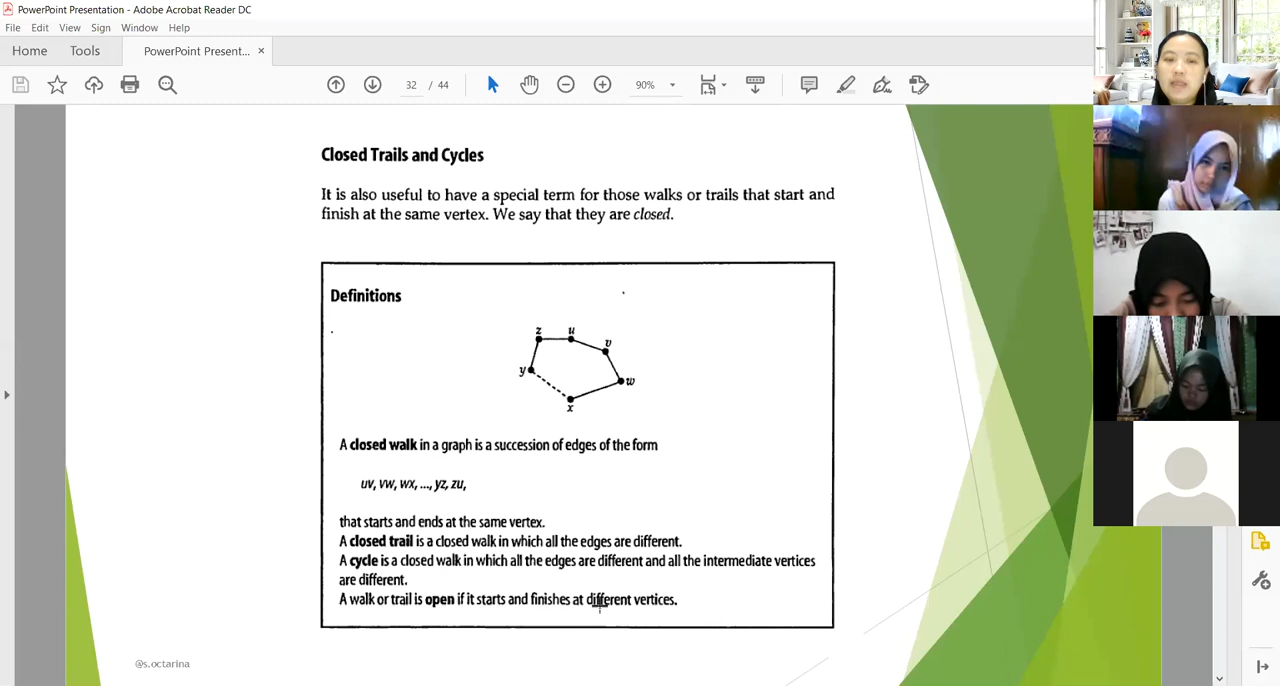 PowerPoint Presentation - Adobe Acrobat Reader DC
File Edit View Sign Window Help
Home Tools PowerPoint Present... ×
32 / 44 90%
Closed Trails and Cycles
It is also useful to have a special term for those walks or trails that start and
finish at the same vertex. We say that they are closed.
Definitions
z u
v
y
w
x
A closed walk in a graph is a succession of edges of the form
uv, vw, wx, ..., yz, zu,
that starts and ends at the same vertex.
A closed trail is a closed walk in which all the edges are different.
A cycle is a closed walk in which all the edges are different and all the intermediate vertices
are different.
A walk or trail is open if it starts and finishes at different vertices.
@s.octarina